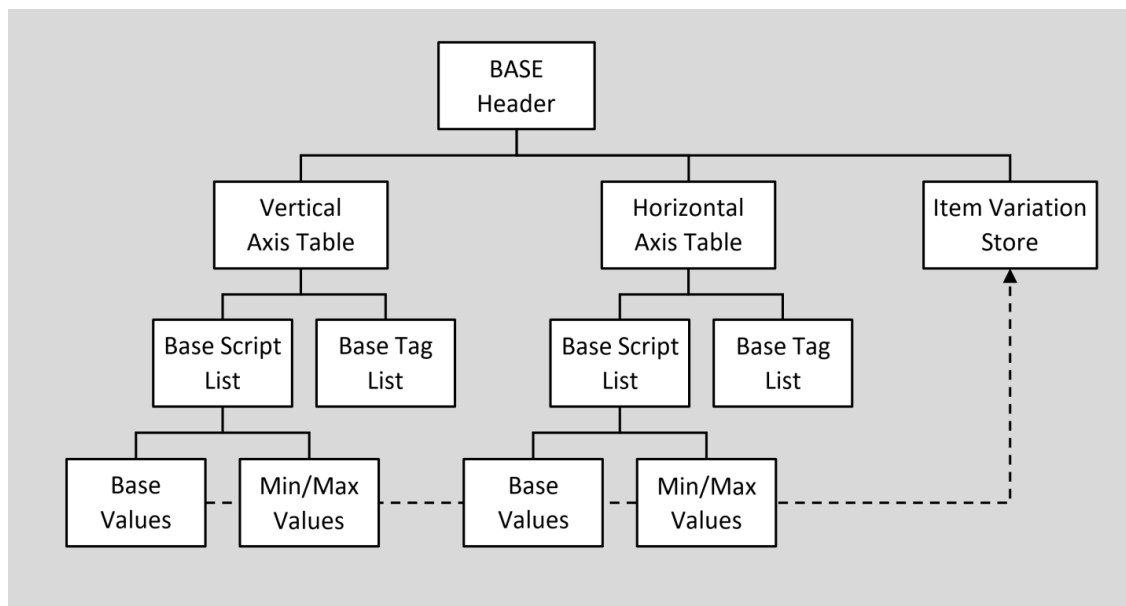 BASE
Header
Vertical
Axis Table
Horizontal
Axis Table
Item Variation
Store
Base Script
List
Base Tag
List
Base Script
List
Base Tag
List
Base
Values
Min/Max
Values
Base
Values
Min/Max
Values